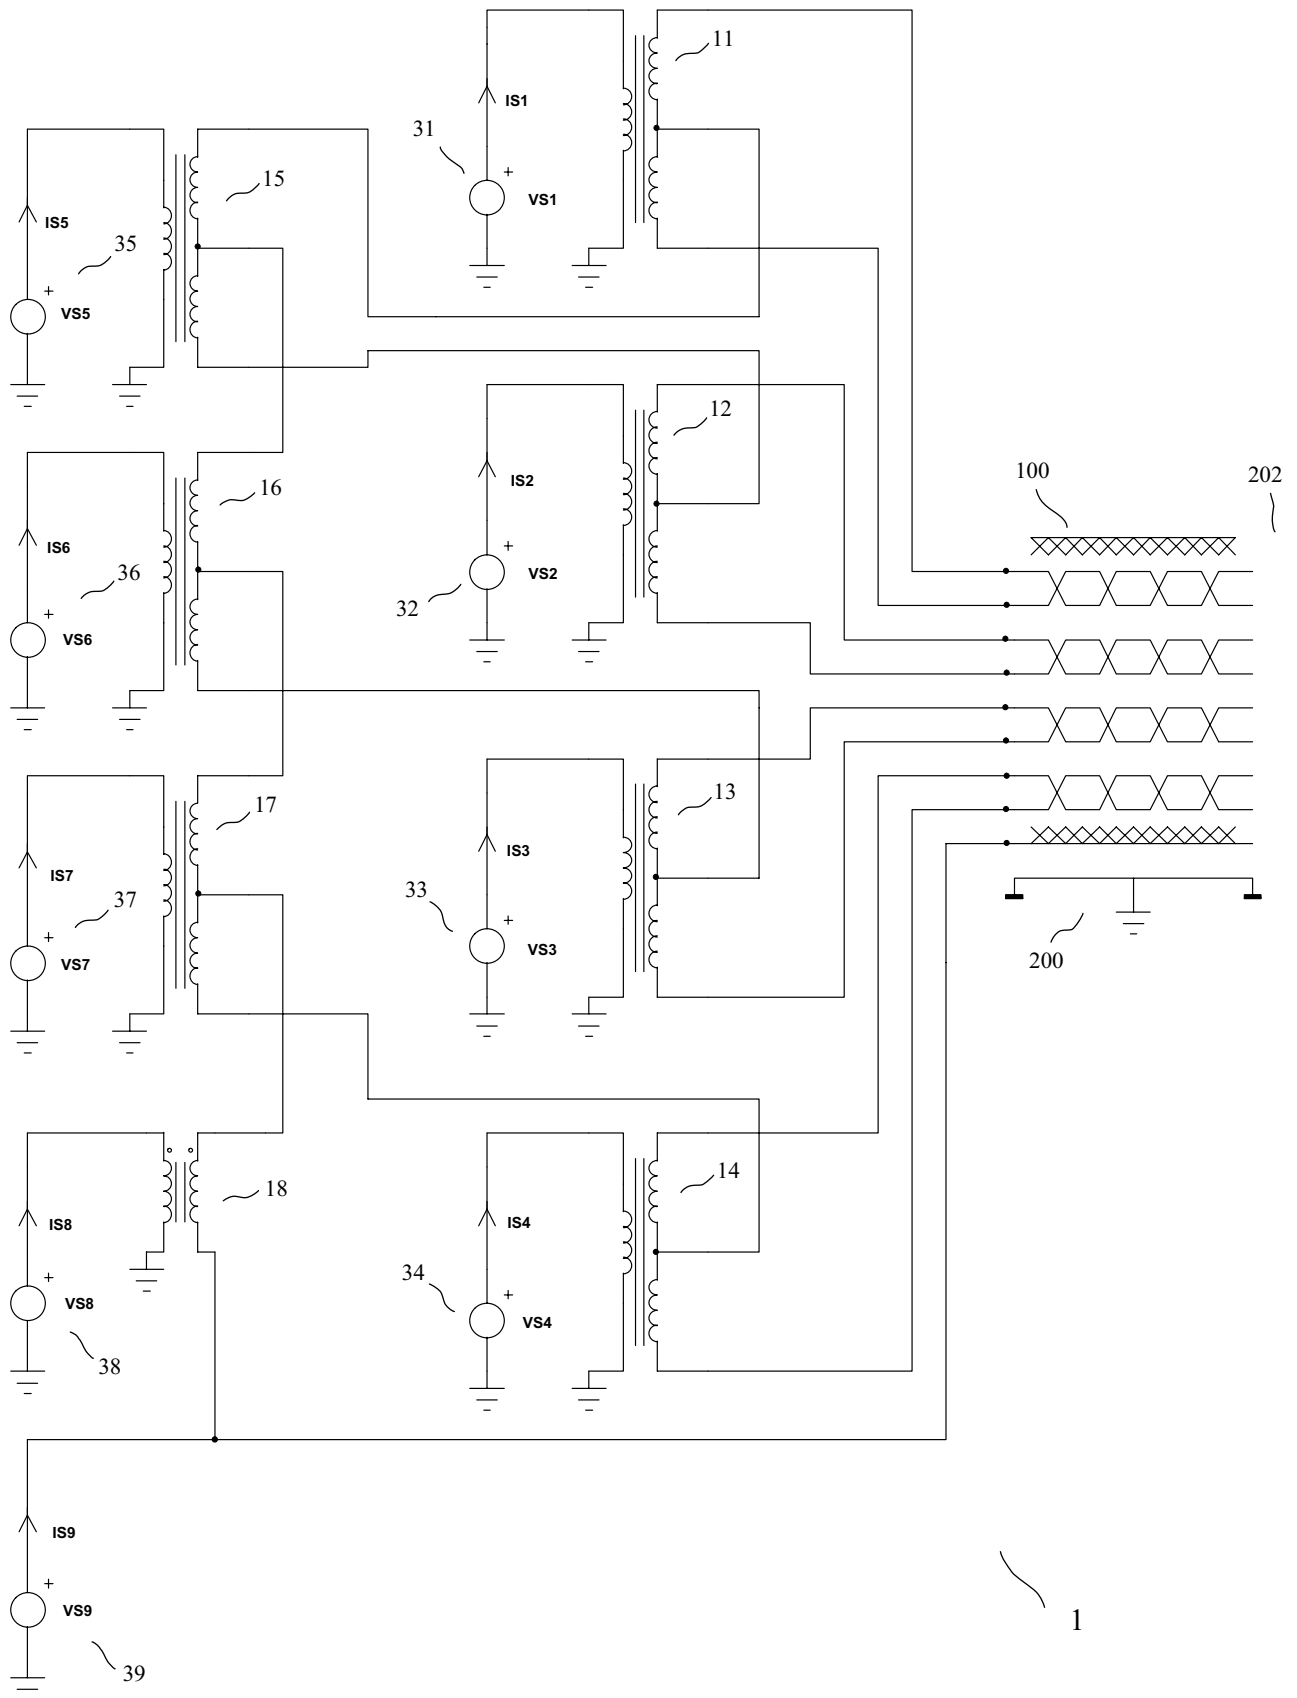 11
IS1
31
+
VS1
15
IS5
35
+
VS5
12
IS2
+
VS2
32
100
202
16
IS6
36
+
VS6
13
IS3
33
+
VS3
17
IS7
37
+
VS7
200
14
IS4
34
+
VS4
18
IS8
+
VS8
38
IS9
+
VS9
39
1